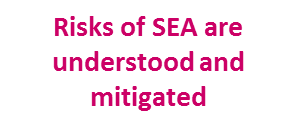 Risks of SEA are
understood and
mitigated